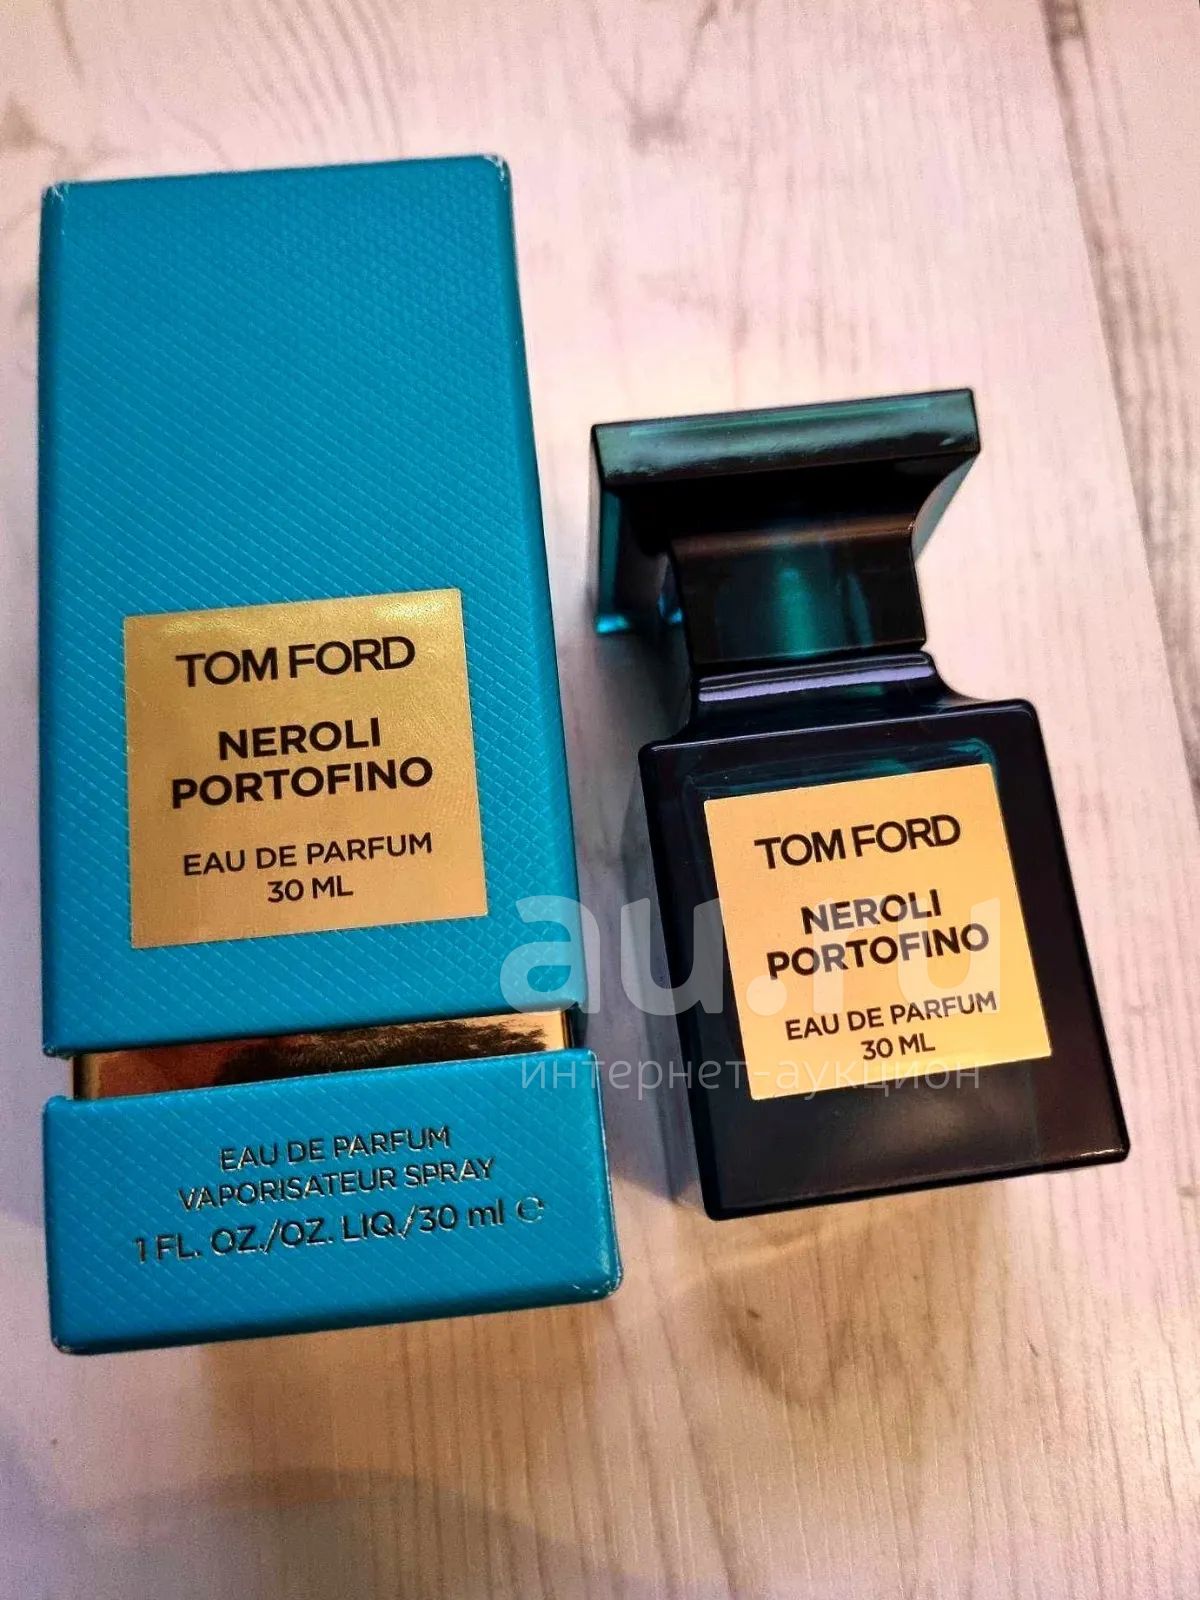 TOM FORD
NEROLI
PORTOFINO
EAU DE PARFUM
30 ML
EAU DE PARFUM
VAPORISATEUR SPRAY
1 FL. OZ./OZ. LIQ./30 ml ℮
TOM FORD
NEROLI
PORTOFINO
EAU DE PARFUM
30 ML
au.ru
интернет-аукцион